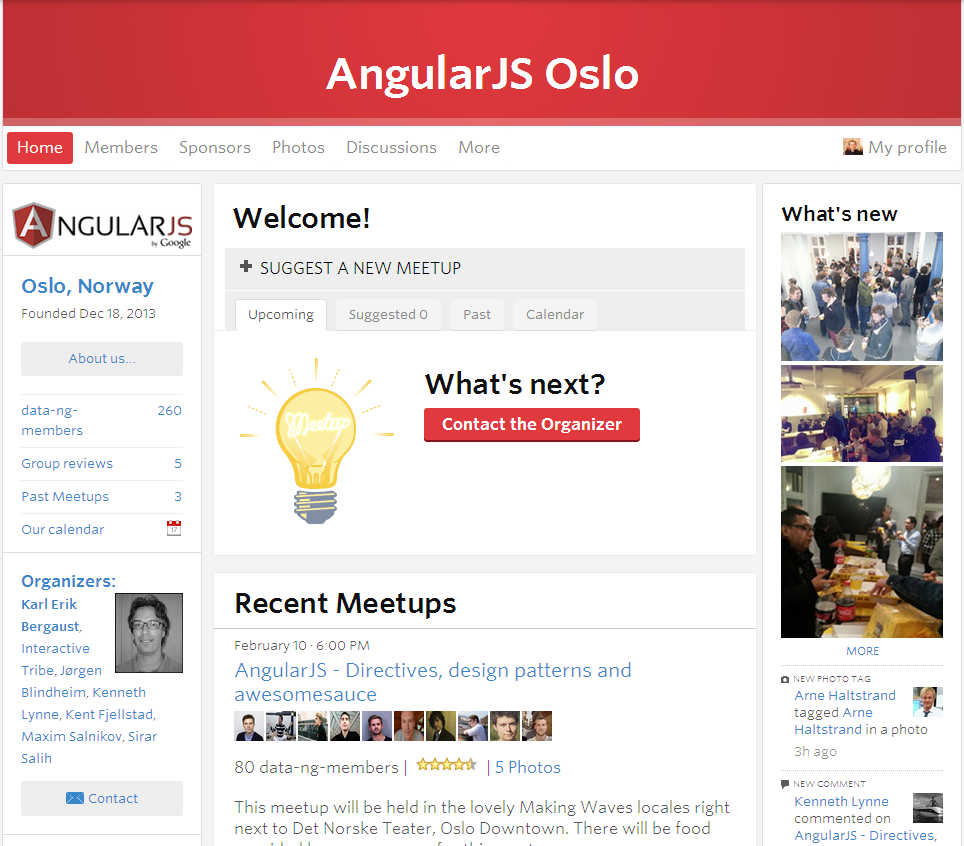 AngularJS Oslo
Home Members Sponsors Photos Discussions More My profile
ANGULARJS
by Google
Oslo, Norway
Founded Dec 18, 2013
About us...
data-ng-members 260
Group reviews 5
Past Meetups 3
Our calendar 17
Organizers:
Karl Erik
Bergaust,
Interactive
Tribe, Jørgen
Blindheim, Kenneth
Lynne, Kent Fjellstad,
Maxim Salnikov, Sirar
Salih
Contact
Welcome!
+ SUGGEST A NEW MEETUP
Upcoming Suggested 0 Past Calendar
Meetup
What's next?
Contact the Organizer
Recent Meetups
February 10 · 6:00 PM
AngularJS - Directives, design patterns and
awesomesauce
80 data-ng-members | | 5 Photos
This meetup will be held in the lovely Making Waves locales right
next to Det Norske Teater, Oslo Downtown. There will be food
What's new
MORE
NEW PHOTO TAG
Arne Haltstrand
tagged Arne
Haltstrand in a photo
3h ago
NEW COMMENT
Kenneth Lynne
commented on
AngularJS - Directives,